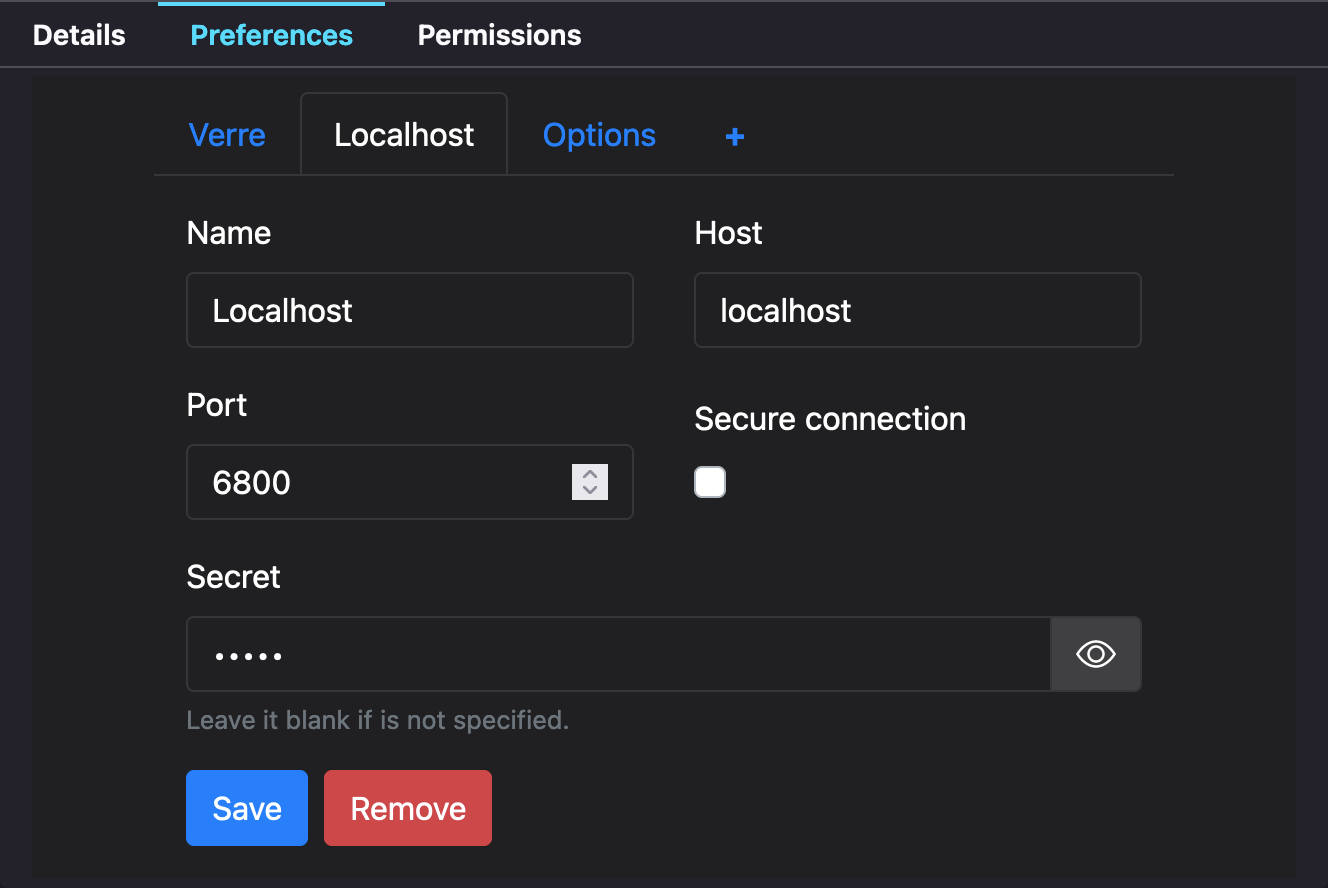 Details Preferences Permissions
Verre Localhost Options +
Name Host
Localhost localhost
Port
Secure connection
6800
Secret
•••••
Leave it blank if is not specified.
Save Remove